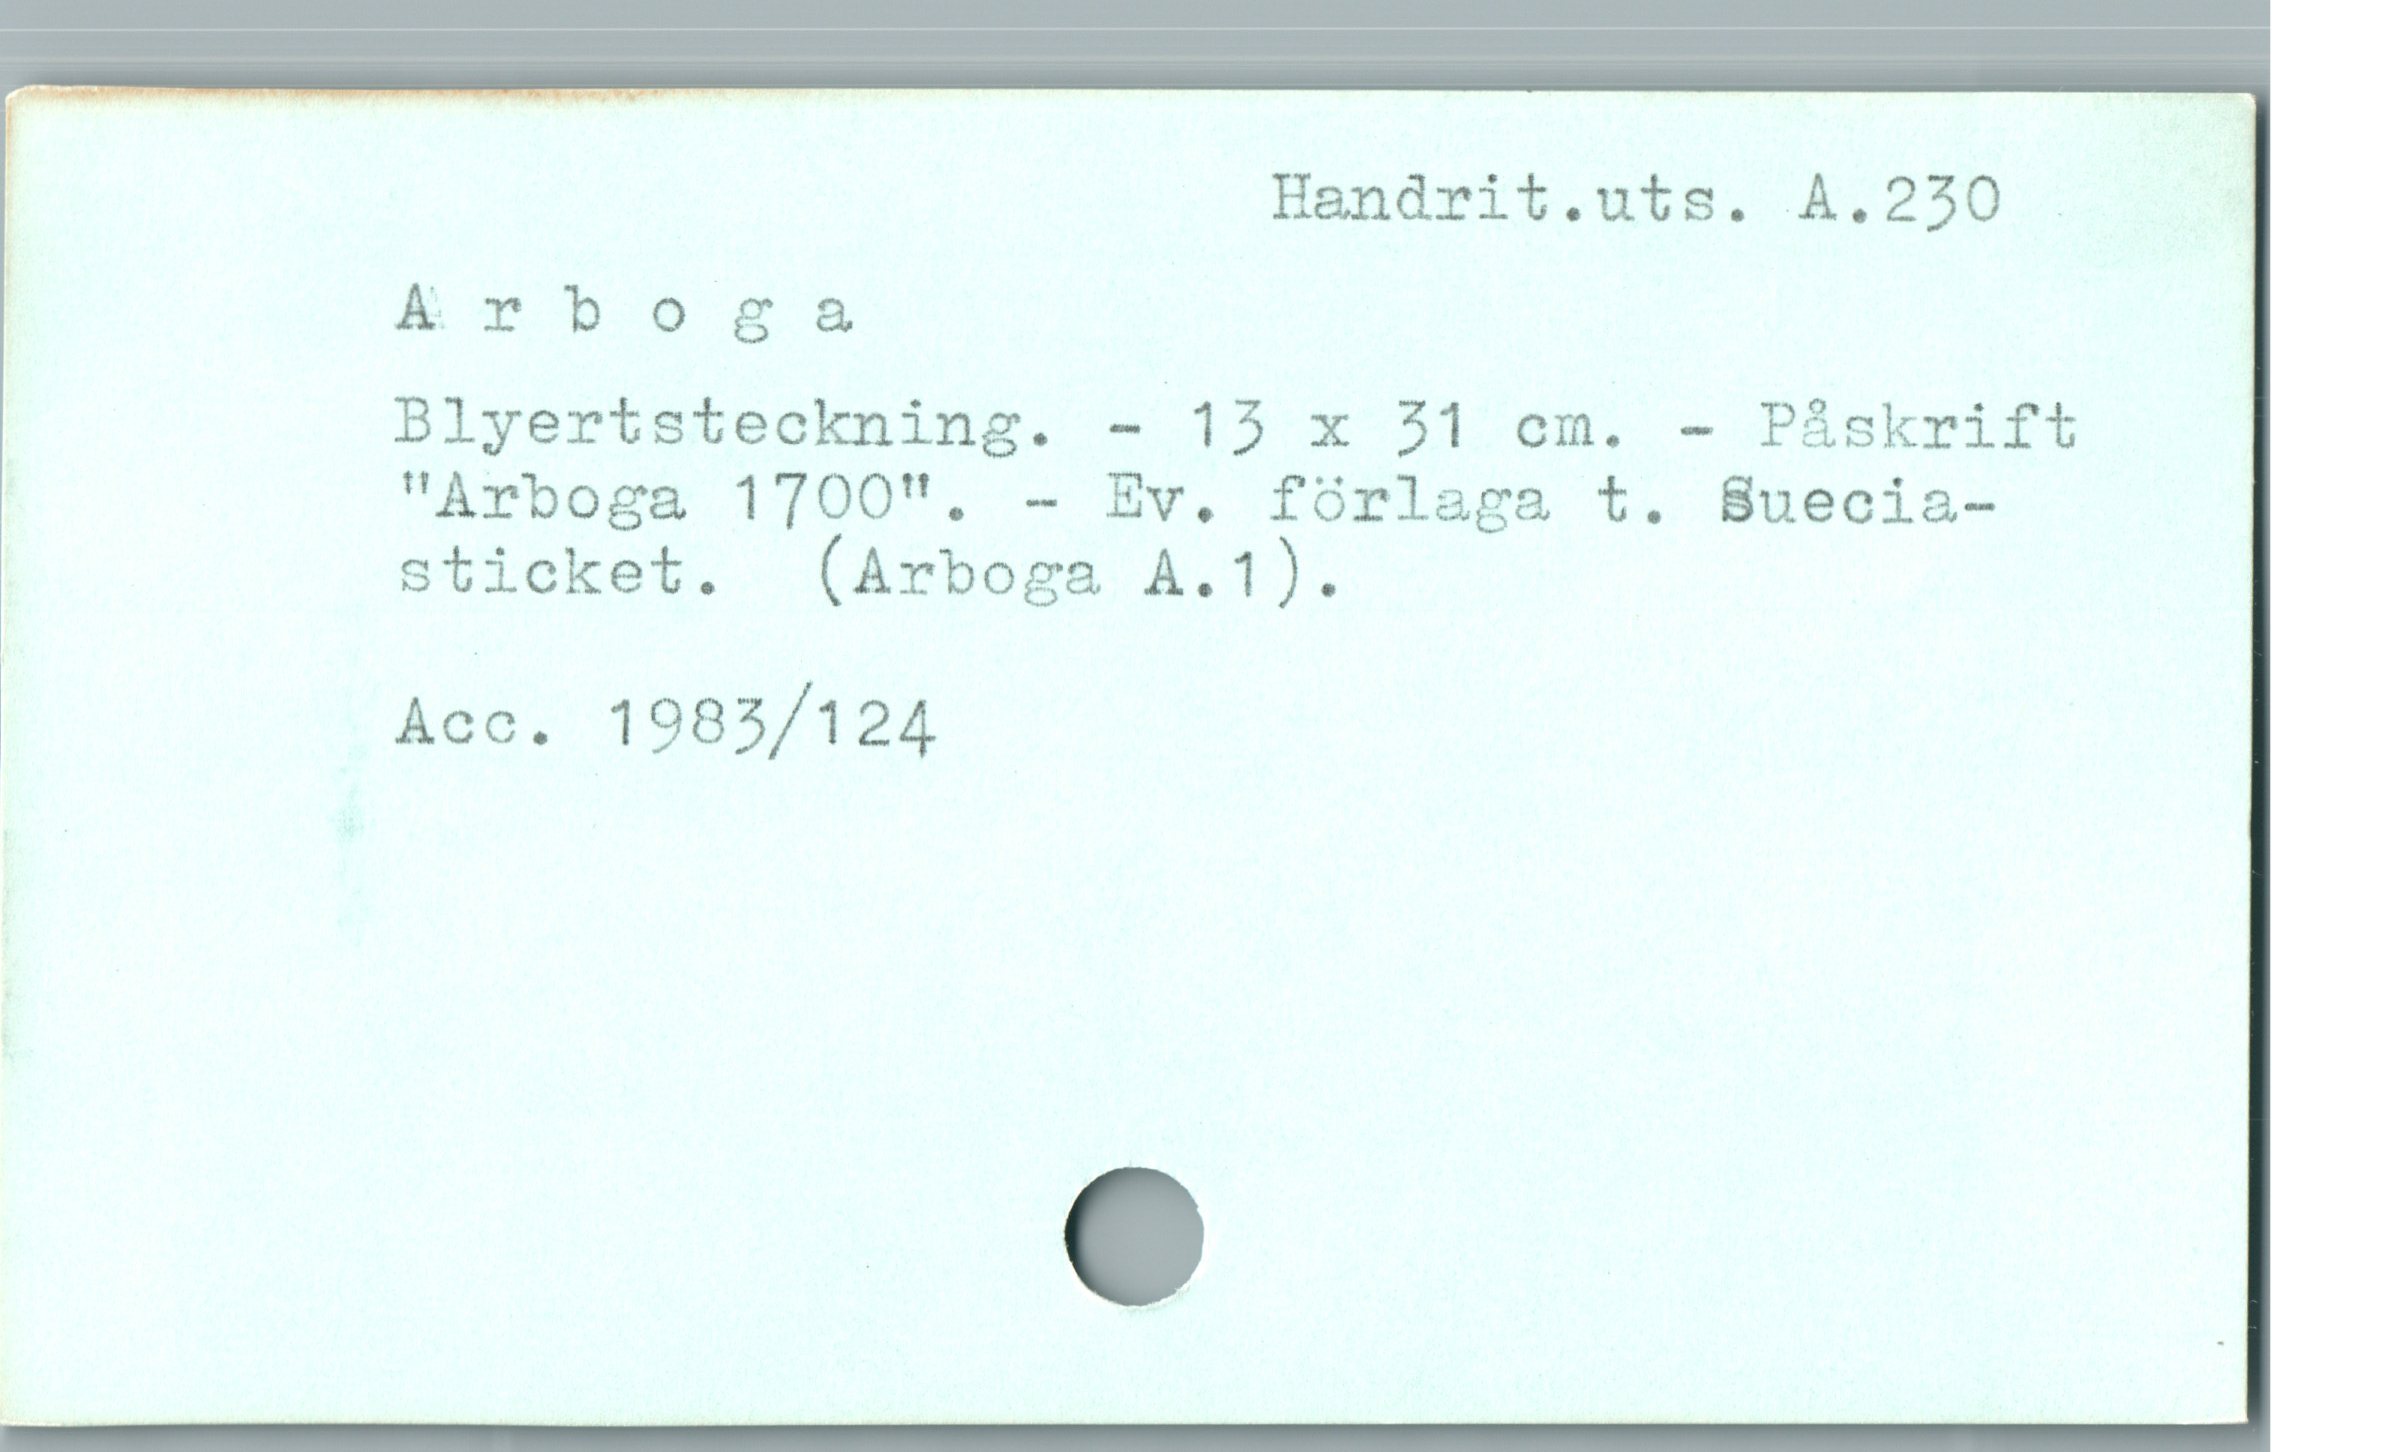 Handrit.uts. A.230
A r b o g a
Blyertsteckning. - 13 x 31 cm. - Påskrift
"Arboga 1700". - Ev. förlaga t. Suecia-
sticket. (Arboga A.1).
Acc. 1983/124